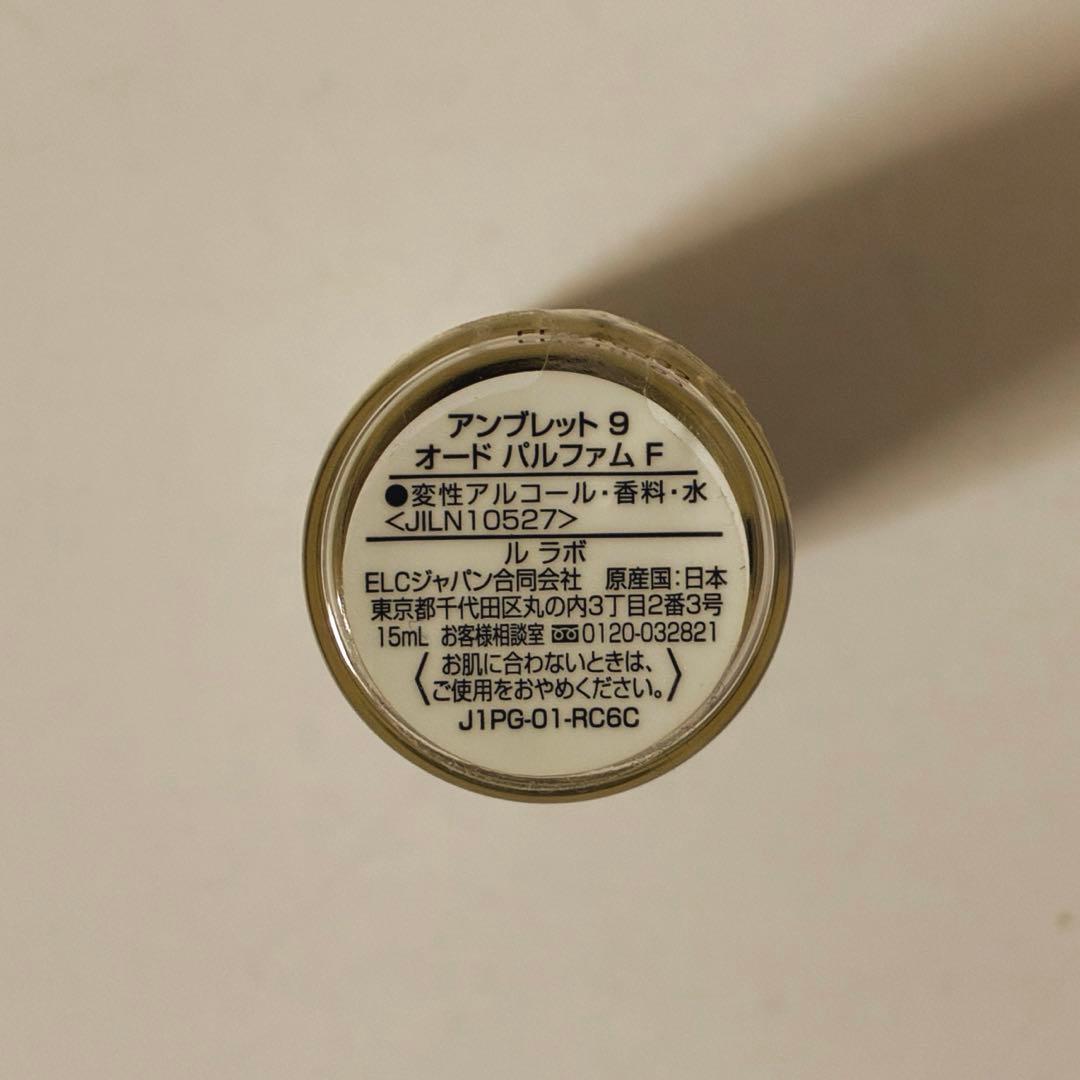 アンブレット 9
オード パルファム F
●変性アルコール・香料・水
<JILN10527>
ル ラボ
ELCジャパン合同会社 原産国:日本
東京都千代田区丸の内3丁目2番3号
15mL お客様相談室 0120-032821
〈お肌に合わないときは、
ご使用をおやめください。〉
J1PG-01-RC6C